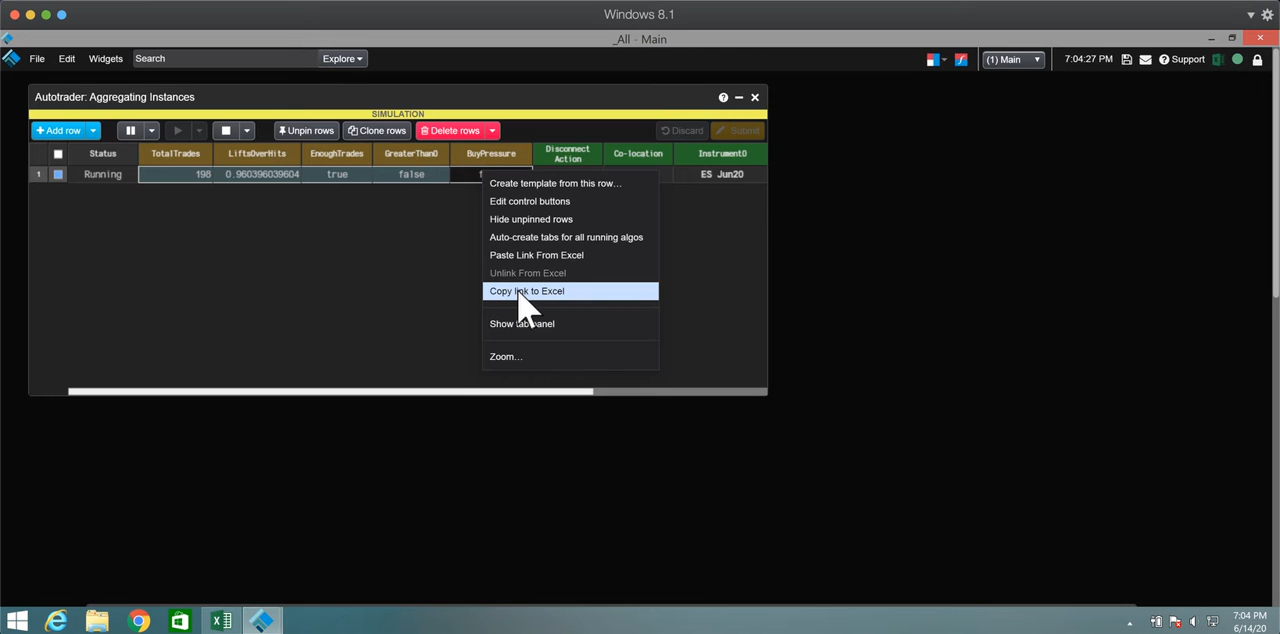 Windows 8.1
_All - Main
File Edit Widgets Search Explore (1) Main 7:04:27 PM Support
Autotrader: Aggregating Instances
SIMULATION
Add row Unpin rows Clone rows Delete rows Discard Submit
Status TotalTrades LiftsOverHits EnoughTrades GreaterThan0 BuyPressure Disconnect Action Co-location Instrument0
1 Running 198 0.960396039604 true false ES Jun20
Create template from this row...
Edit control buttons
Hide unpinned rows
Auto-create tabs for all running algos
Paste Link From Excel
Unlink From Excel
Copy link to Excel
Show tab panel
Zoom...
7:04 PM
6/14/20